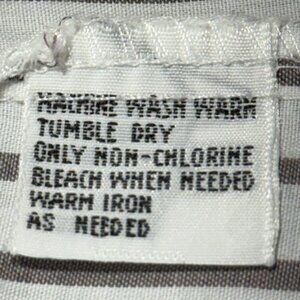 MACHINE WASH WARM
TUMBLE DRY
ONLY NON-CHLORINE
BLEACH WHEN NEEDED
WARM IRON
AS NEEDED